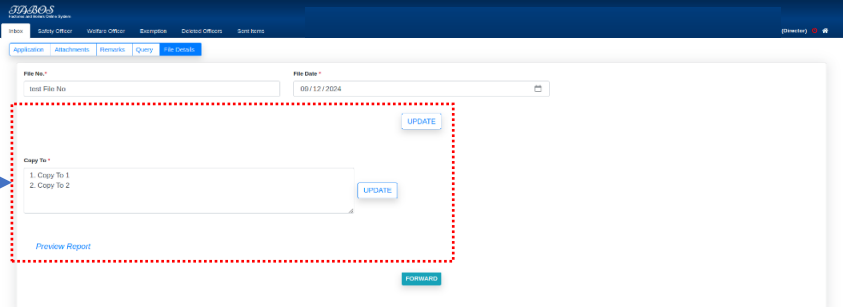 FABOS
Factories and Boilers Online System
Inbox Safety Officer Welfare Officer Exemption Deleted Officers Sent Items (Director)
Application Attachments Remarks Query File Details
File No.* File Date *
test File No 09/12/2024
UPDATE
Copy To *
1. Copy To 1
2. Copy To 2
UPDATE
Preview Report
FORWARD